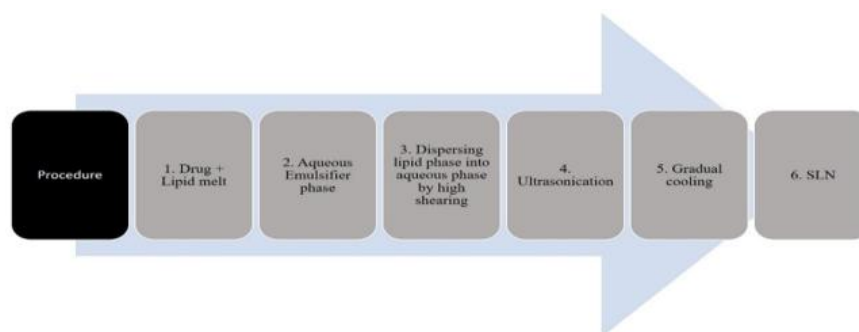 Procedure
1. Drug +
Lipid melt
2. Aqueous
Emulsifier
phase
3. Dispersing
lipid phase into
aqueous phase
by high
shearing
4.
Ultrasonication
5. Gradual
cooling
6. SLN